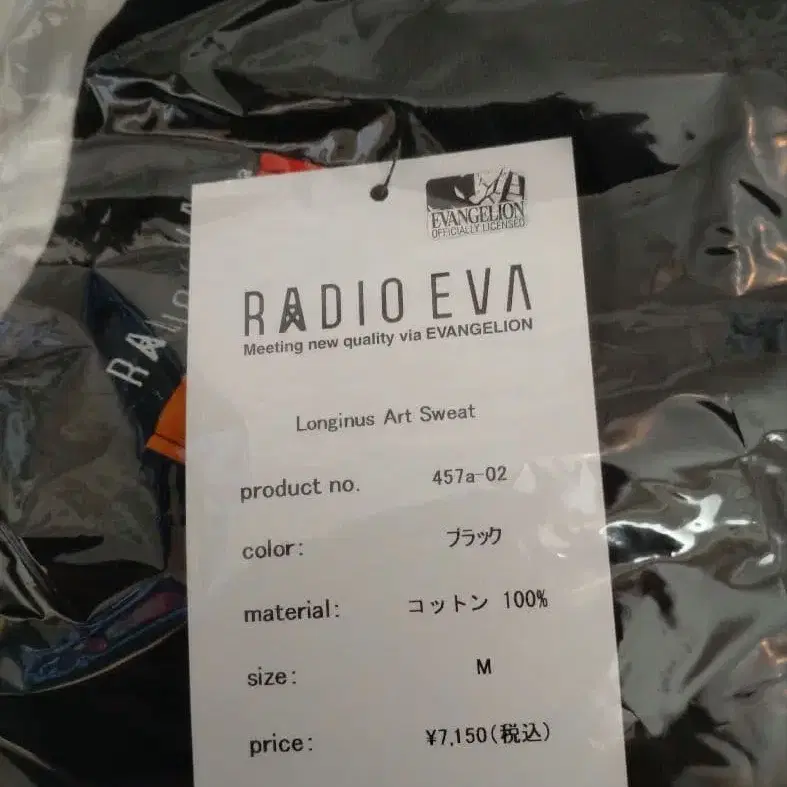 EVANGELION
OFFICIALLY LICENSED
RADIO EVA
Meeting new quality via EVANGELION
Longinus Art Sweat
product no. 457a-02
color: ブラック
material: コットン 100%
size: M
price: ¥7,150(税込)